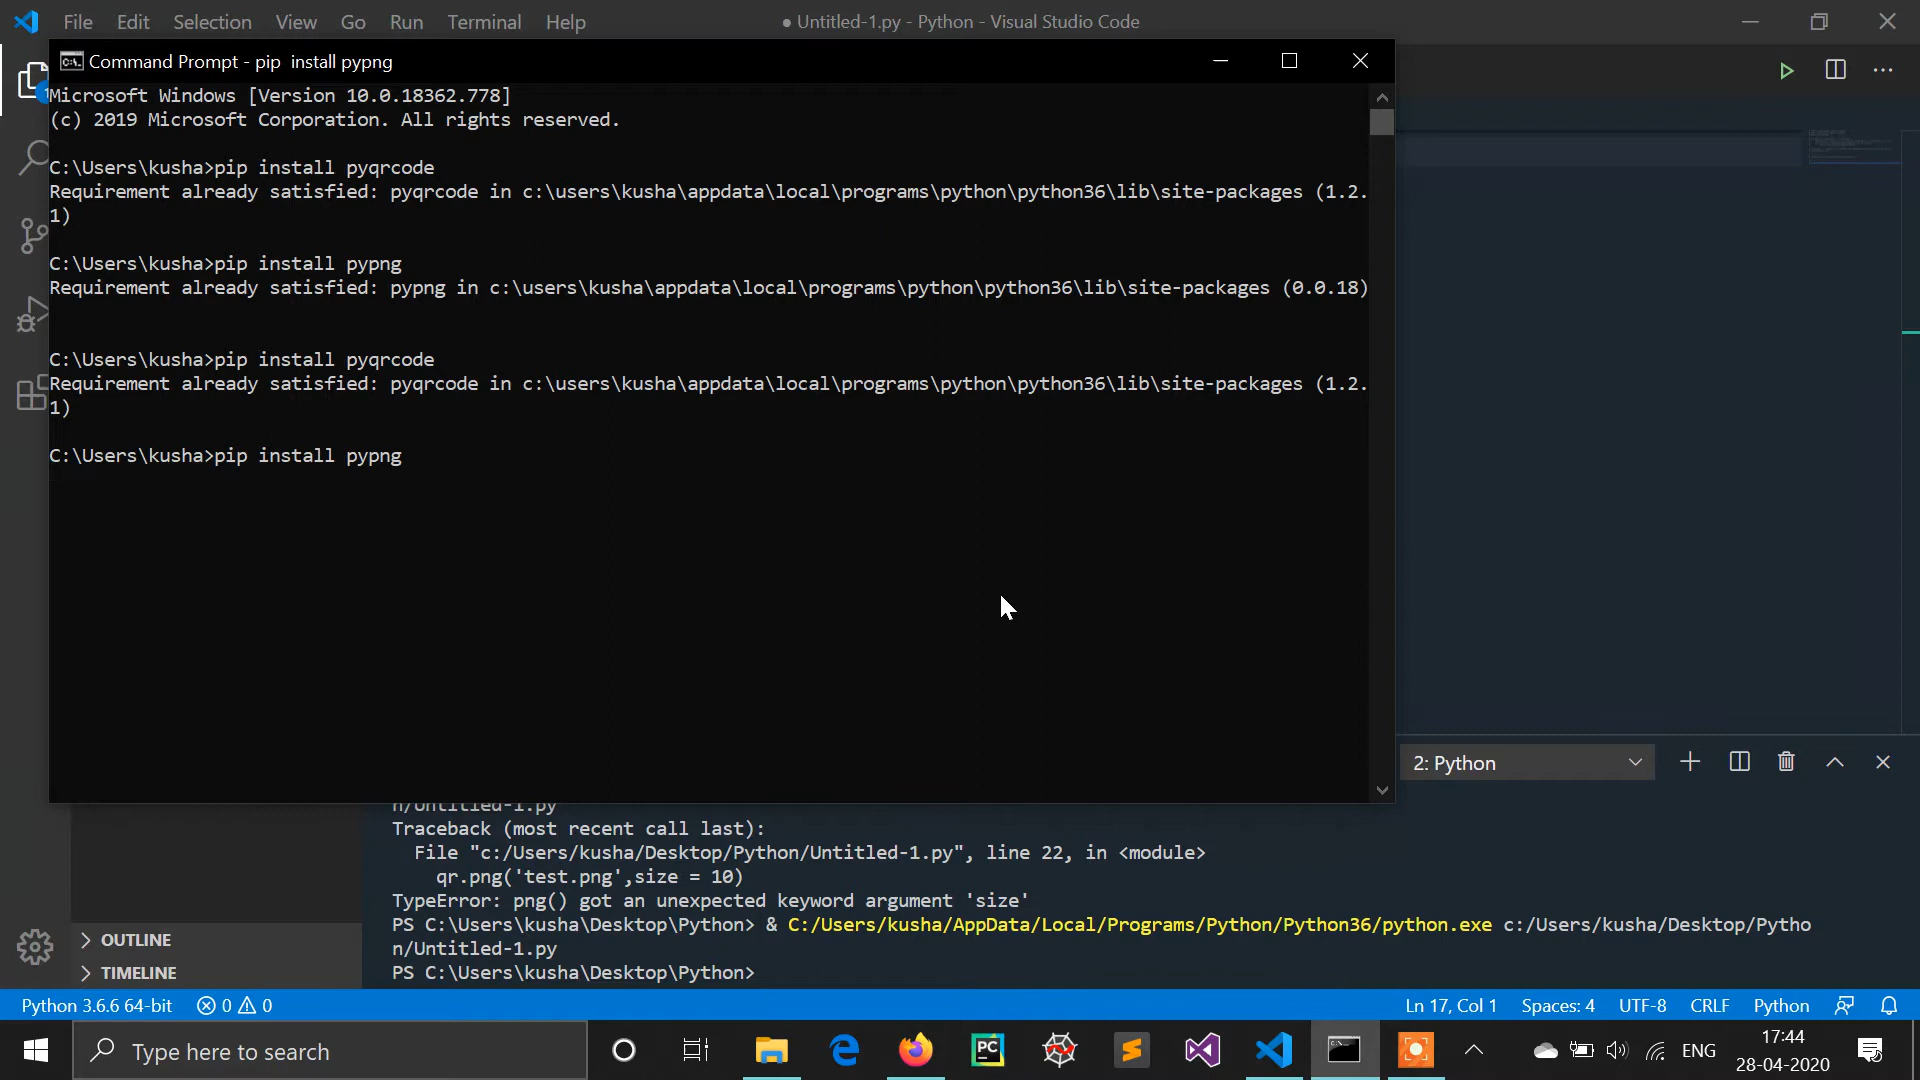 File Edit Selection View Go Run Terminal Help
● Untitled-1.py - Python - Visual Studio Code
Command Prompt - pip  install pypng
Microsoft Windows [Version 10.0.18362.778]
(c) 2019 Microsoft Corporation. All rights reserved.
C:\Users\kusha>pip install pyqrcode
Requirement already satisfied: pyqrcode in c:\users\kusha\appdata\local\programs\python\python36\lib\site-packages (1.2.
1)
C:\Users\kusha>pip install pypng
Requirement already satisfied: pypng in c:\users\kusha\appdata\local\programs\python\python36\lib\site-packages (0.0.18)
C:\Users\kusha>pip install pyqrcode
Requirement already satisfied: pyqrcode in c:\users\kusha\appdata\local\programs\python\python36\lib\site-packages (1.2.
1)
C:\Users\kusha>pip install pypng
2: Python
n/Untitled-1.py
Traceback (most recent call last):
File "c:/Users/kusha/Desktop/Python/Untitled-1.py", line 22, in <module>
qr.png('test.png',size = 10)
TypeError: png() got an unexpected keyword argument 'size'
PS C:\Users\kusha\Desktop\Python> & C:/Users/kusha/AppData/Local/Programs/Python/Python36/python.exe c:/Users/kusha/Desktop/Pytho
n/Untitled-1.py
PS C:\Users\kusha\Desktop\Python>
OUTLINE
TIMELINE
Python 3.6.6 64-bit 0 0 Ln 17, Col 1 Spaces: 4 UTF-8 CRLF Python
Type here to search
PC
ENG
17:44
28-04-2020